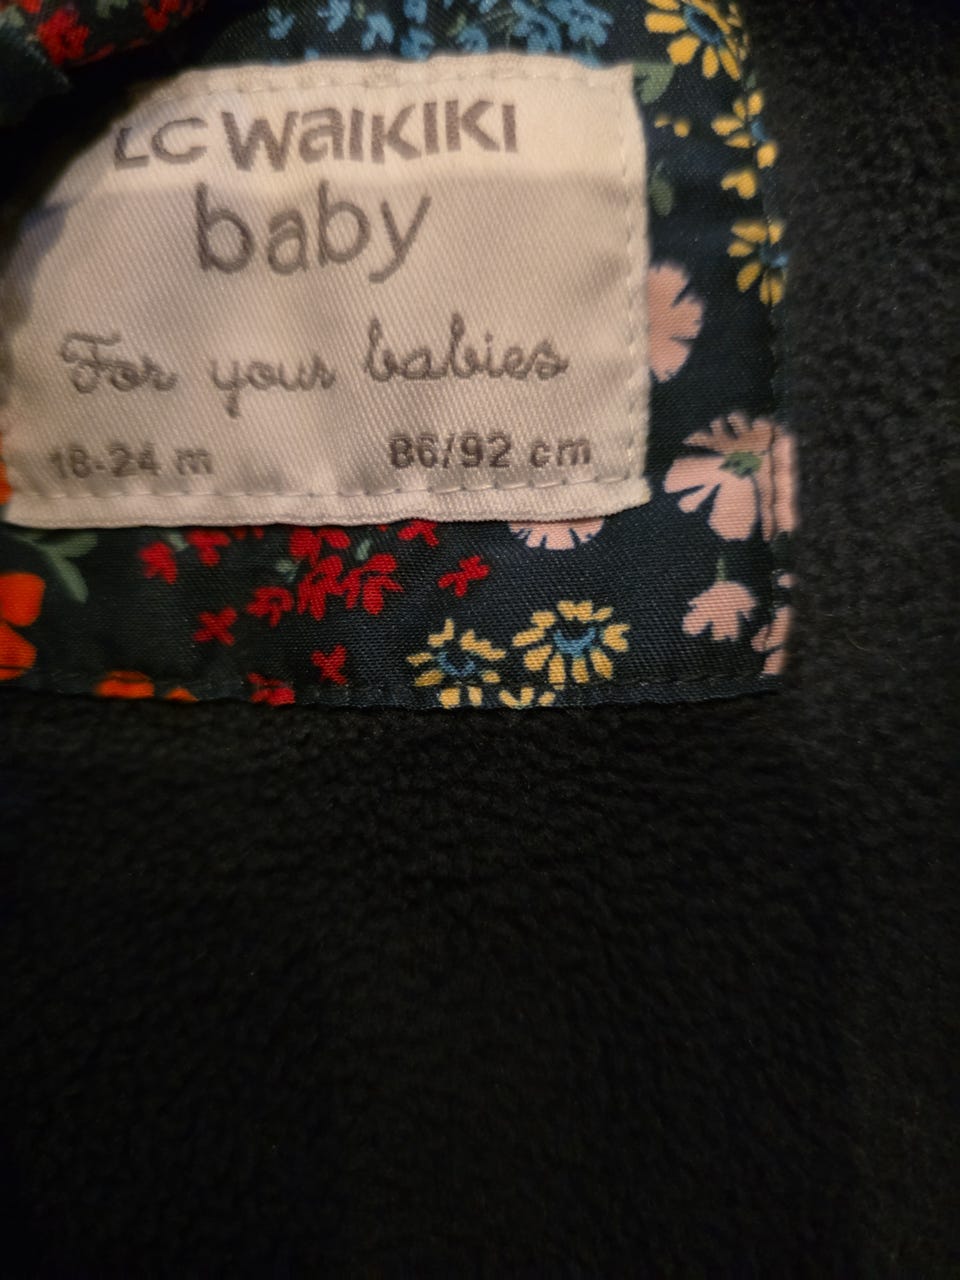 LC WAIKIKI
baby
For your babies
18-24 m 86/92 cm